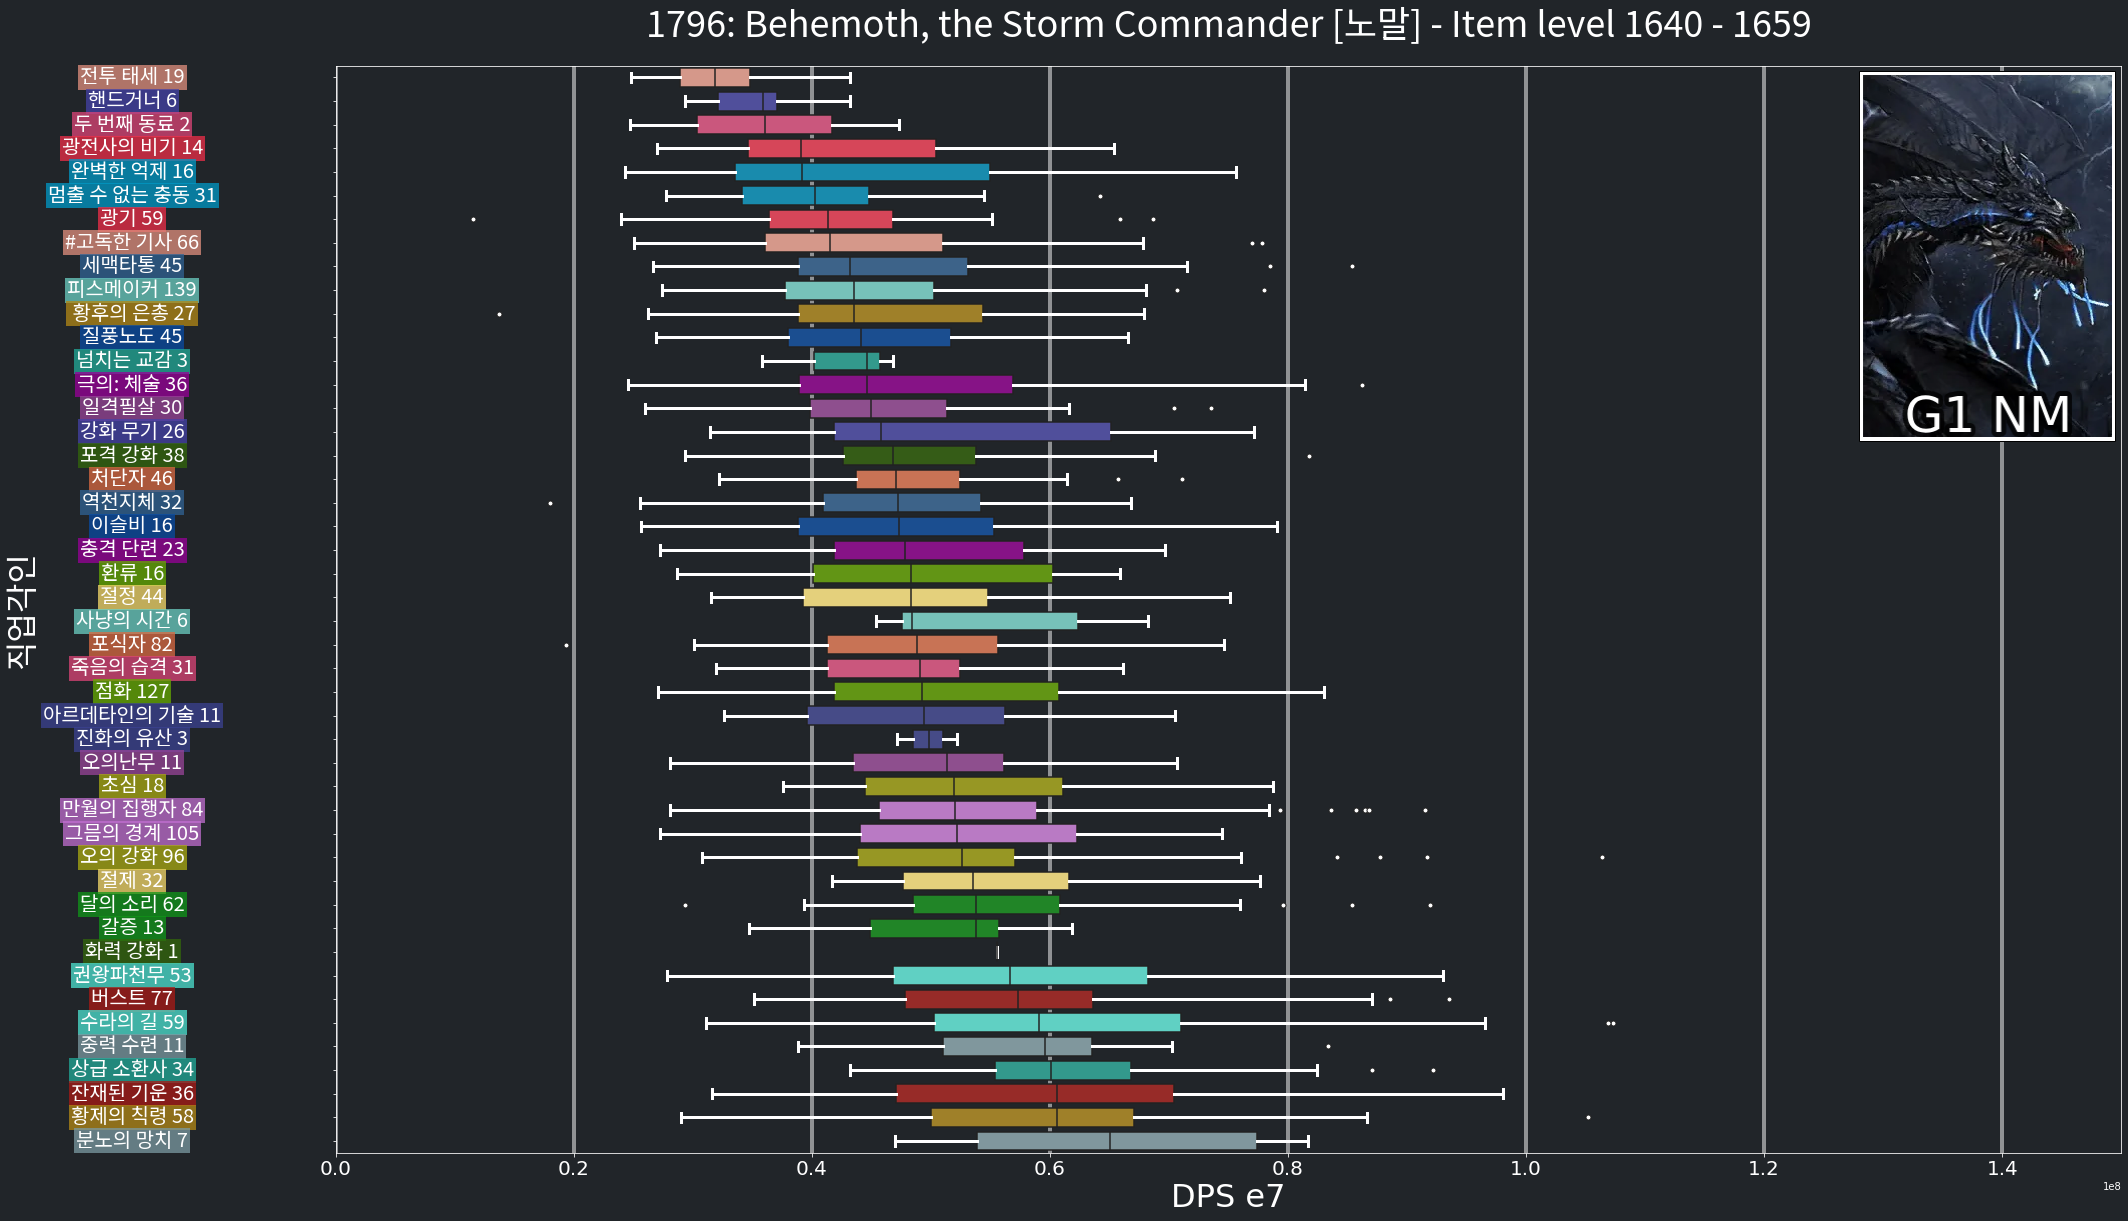 1796: Behemoth, the Storm Commander [노말] - Item level 1640 - 1659
전투 태세 19
핸드거너 6
두 번째 동료 2
광전사의 비기 14
완벽한 억제 16
멈출 수 없는 충동 31
광기 59
#고독한 기사 66
세맥타통 45
피스메이커 139
황후의 은총 27
질풍노도 45
넘치는 교감 3
극의: 체술 36
일격필살 30
강화 무기 26
포격 강화 38
처단자 46
역천지체 32
이슬비 16
충격 단련 23
환류 16
절정 44
사냥의 시간 6
포식자 82
죽음의 습격 31
점화 127
아르데타인의 기술 11
진화의 유산 3
오의난무 11
초심 18
만월의 집행자 84
그믐의 경계 105
오의 강화 96
절제 32
달의 소리 62
갈증 13
화력 강화 1
권왕파천무 53
버스트 77
수라의 길 59
중력 수련 11
상급 소환사 34
잔재된 기운 36
황제의 칙령 58
분노의 망치 7
직업각인
G1 NM
0.0 0.2 0.4 0.6 0.8 1.0 1.2 1.4
1e8
DPS e7